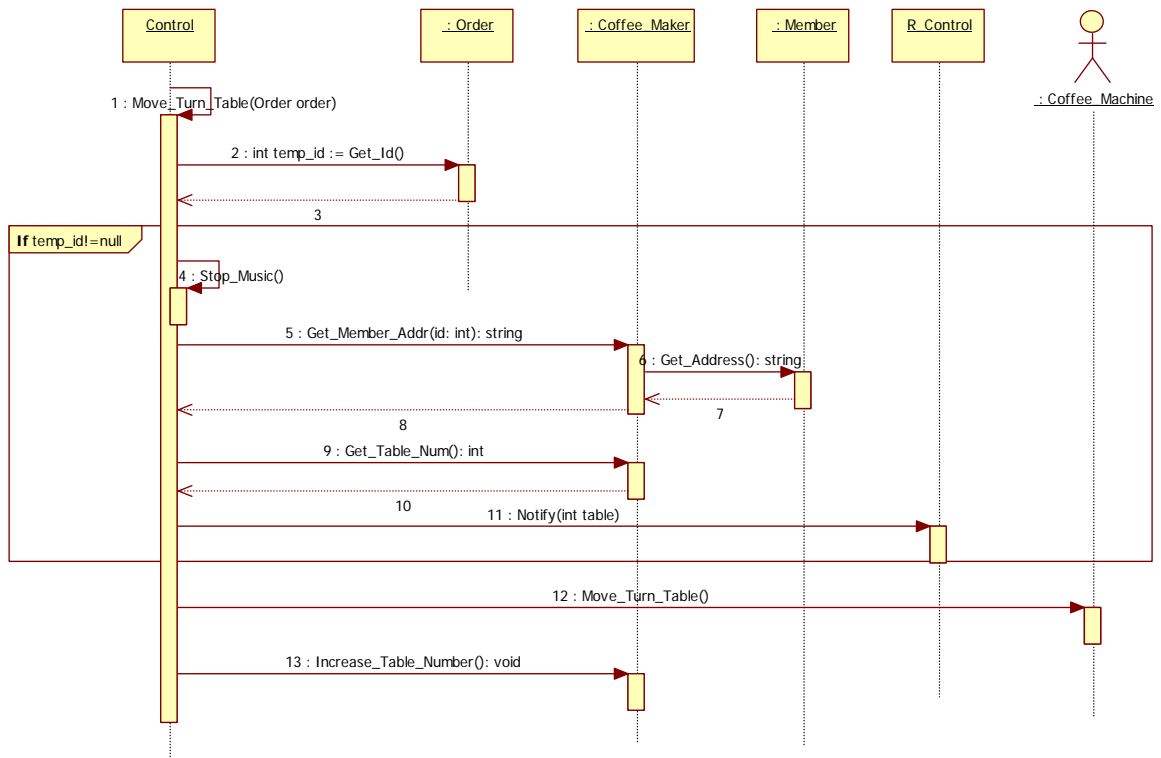 Control
: Order
: Coffee_Maker
: Member
R_Control
: Coffee_Machine
1 : Move_Turn_Table(Order order)
2 : int temp_id := Get_Id()
3
If temp_id!=null
4 : Stop_Music()
5 : Get_Member_Addr(id: int): string
6 : Get_Address(): string
7
8
9 : Get_Table_Num(): int
10
11 : Notify(int table)
12 : Move_Turn_Table()
13 : Increase_Table_Number(): void